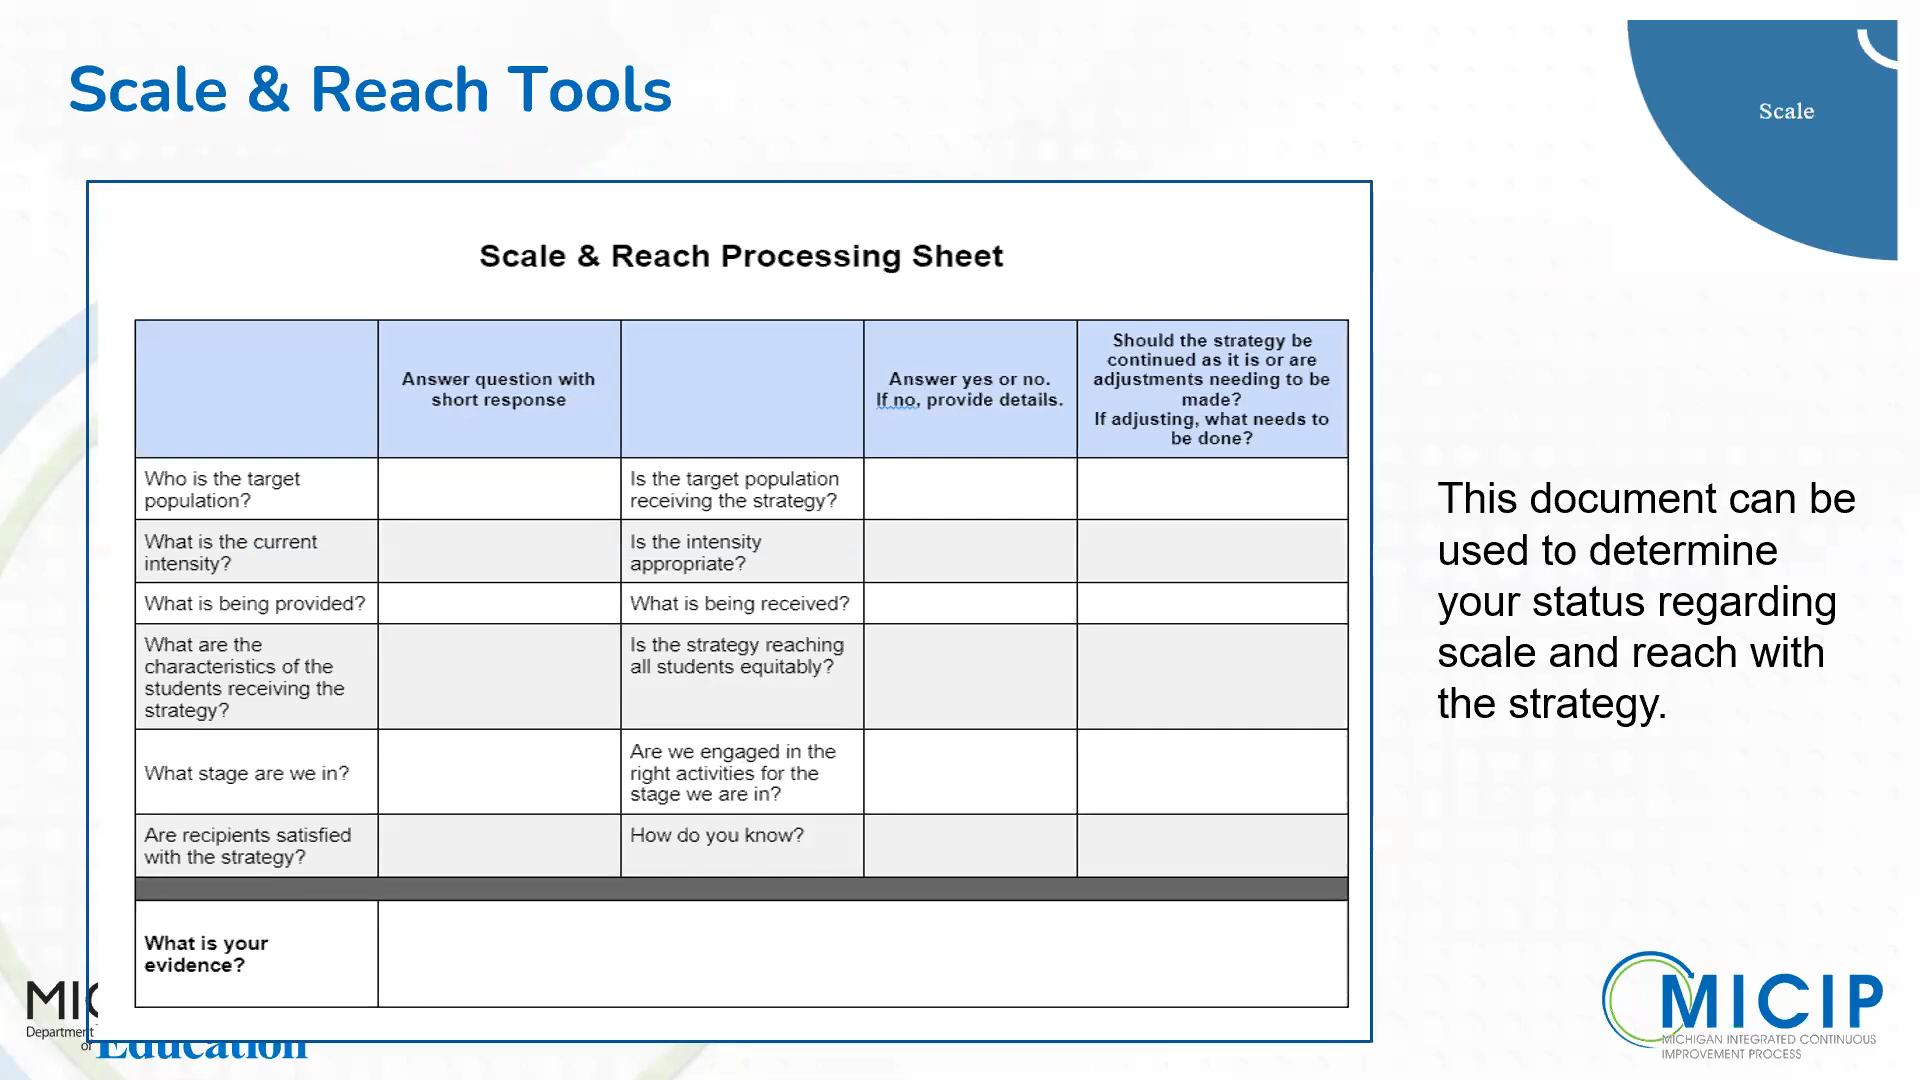 Scale & Reach Tools
Scale
Scale & Reach Processing Sheet
Answer question with
short response
Answer yes or no.
If no, provide details.
Should the strategy be
continued as it is or are
adjustments needing to be
made?
If adjusting, what needs to
be done?
Who is the target
population?
Is the target population
receiving the strategy?
What is the current
intensity?
Is the intensity
appropriate?
What is being provided?
What is being received?
What are the
characteristics of the
students receiving the
strategy?
Is the strategy reaching
all students equitably?
What stage are we in?
Are we engaged in the
right activities for the
stage we are in?
Are recipients satisfied
with the strategy?
How do you know?
What is your
evidence?
This document can be
used to determine
your status regarding
scale and reach with
the strategy.
Department
of Education
MICIP
MICHIGAN INTEGRATED CONTINUOUS
IMPROVEMENT PROCESS